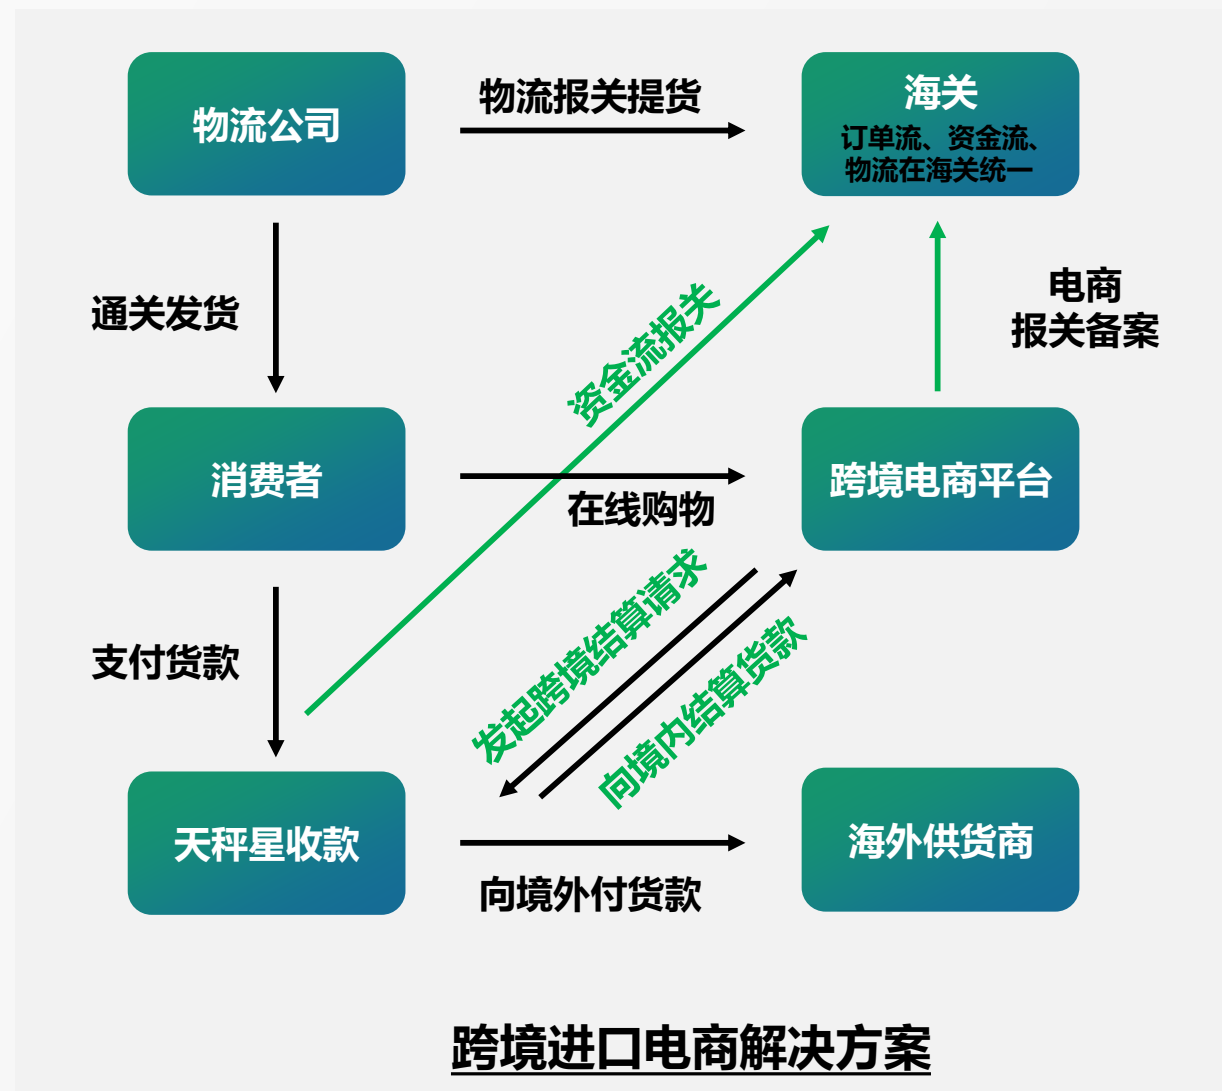 物流公司
物流报关提货
海关
订单流、资金流、
物流在海关统一
通关发货
资金流报关
电商
报关备案
消费者
在线购物
跨境电商平台
支付货款
发起跨境结算请求
向境内结算货款
天秤星收款
向境外付货款
海外供货商
跨境进口电商解决方案